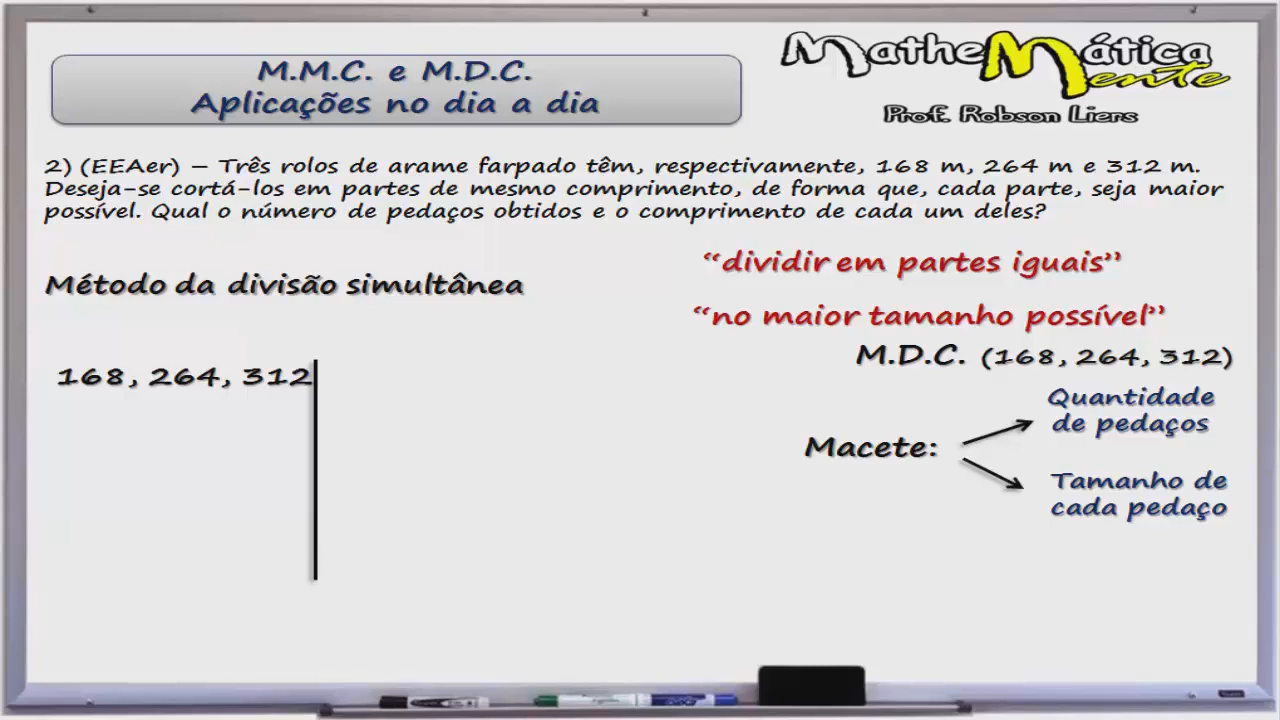 M.M.C. e M.D.C.
Aplicações no dia a dia
MatheMática
mente
Prof. Robson Liers
2) (EEAer) – Três rolos de arame farpado têm, respectivamente, 168 m, 264 m e 312 m.
Deseja-se cortá-los em partes de mesmo comprimento, de forma que, cada parte, seja maior
possível. Qual o número de pedaços obtidos e o comprimento de cada um deles?
Método da divisão simultânea
168, 264, 312
“dividir em partes iguais”
“no maior tamanho possível”
M.D.C. (168, 264, 312)
Macete:
Quantidade
de pedaços
Tamanho de
cada pedaço